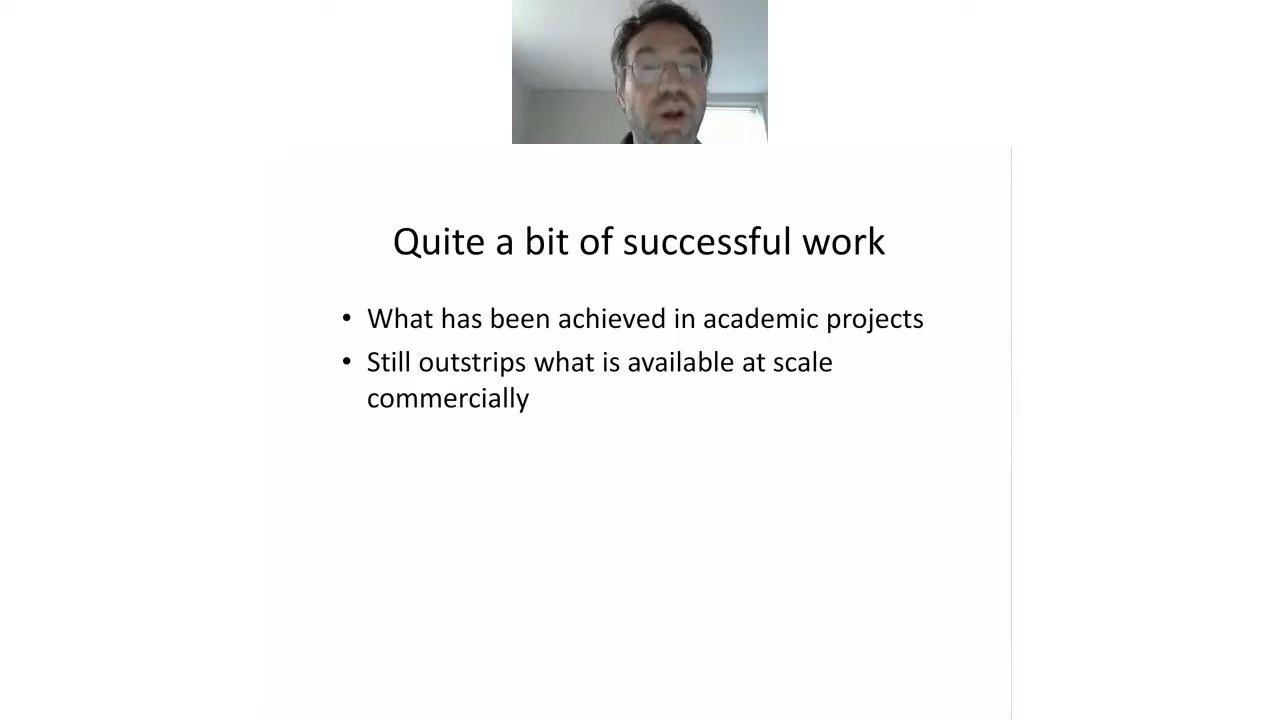 Quite a bit of successful work
• What has been achieved in academic projects
• Still outstrips what is available at scale
commercially